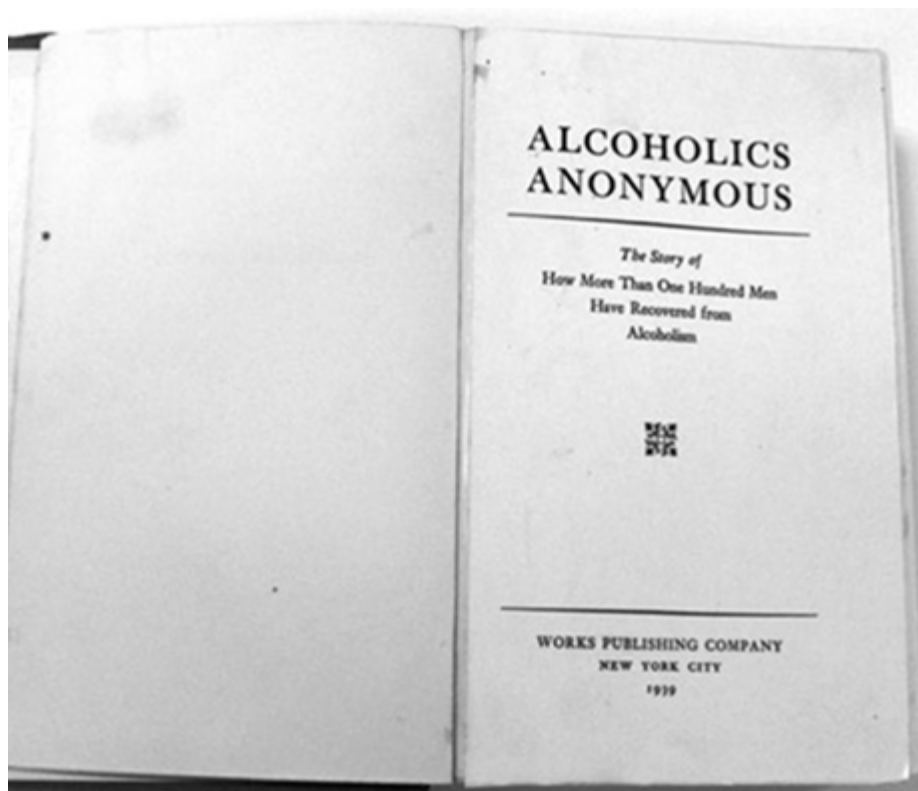 ALCOHOLICS
ANONYMOUS
The Story of
How More Than One Hundred Men
Have Recovered from
Alcoholism
WORKS PUBLISHING COMPANY
NEW YORK CITY
1939